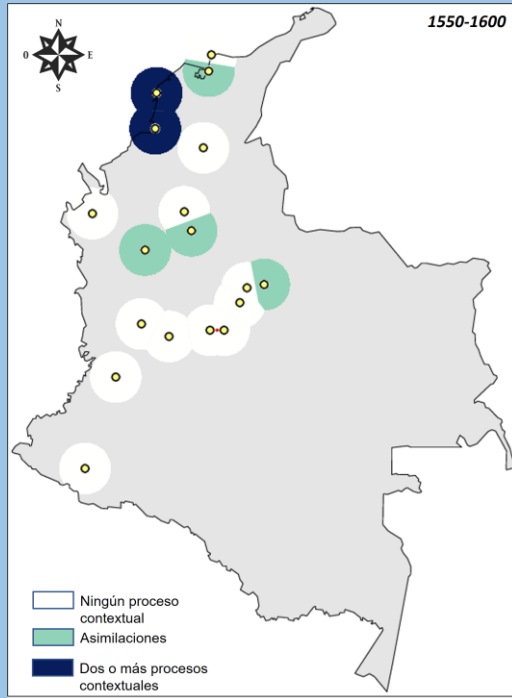 1550-1600
N
O E
S
Ningún proceso
contextual
Asimilaciones
Dos o más procesos
contextuales